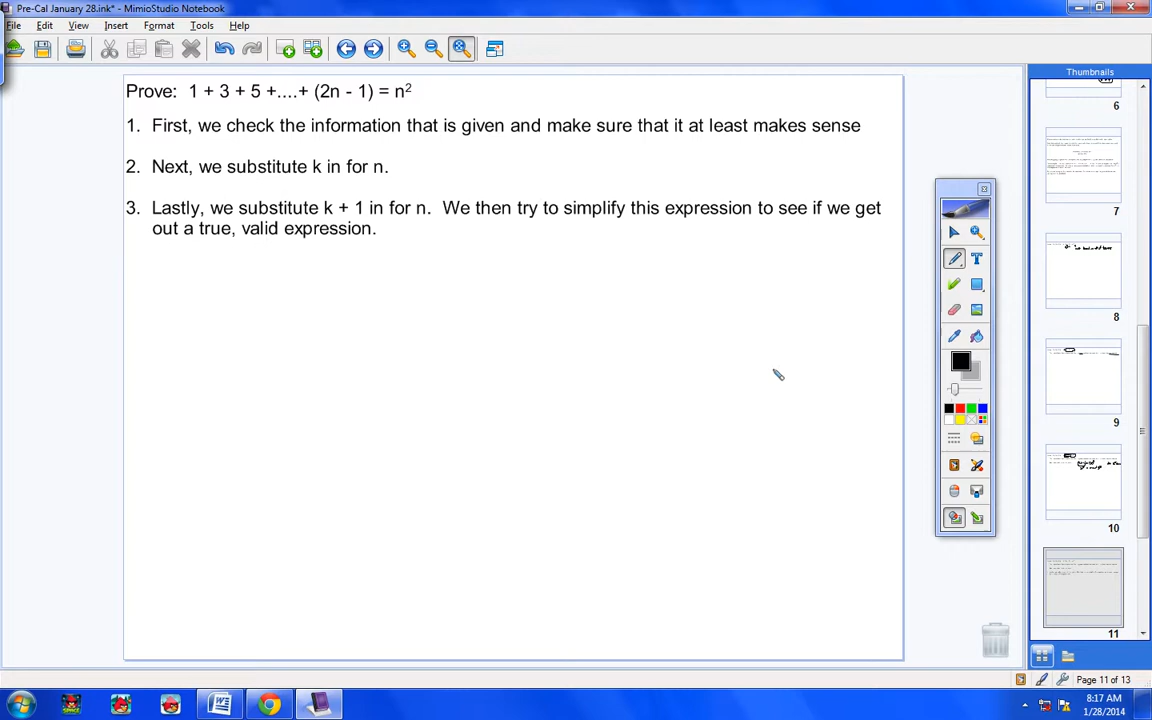 Pre-Cal January 28.ink* - MimioStudio Notebook
File Edit View Insert Format Tools Help
Thumbnails
Prove: 1 + 3 + 5 +....+ (2n - 1) = n²
1. First, we check the information that is given and make sure that it at least makes sense
2. Next, we substitute k in for n.
3. Lastly, we substitute k + 1 in for n. We then try to simplify this expression to see if we get
out a true, valid expression.
6
7
8
9
10
11
Page 11 of 13
8:17 AM
1/28/2014